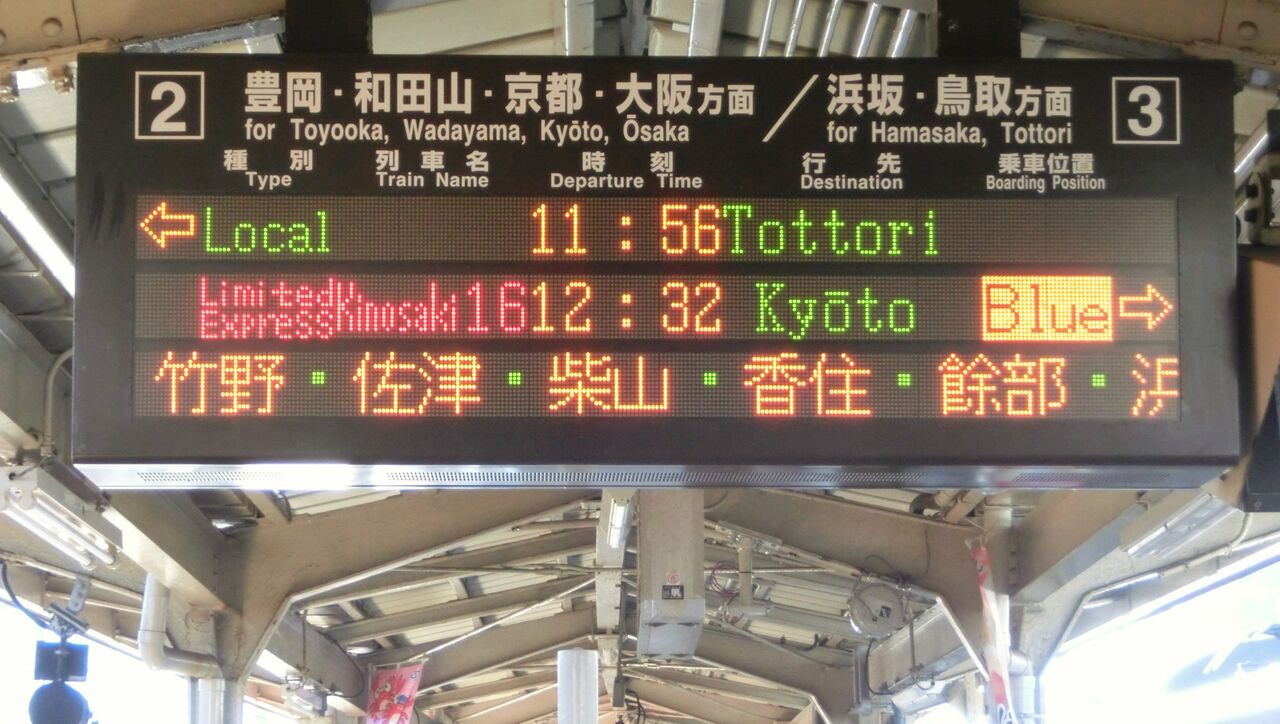 2 豊岡・和田山・京都・大阪方面 ／ 浜坂・鳥取方面 3
for Toyooka, Wadayama, Kyōto, Ōsaka for Hamasaka, Tottori
種別 列車名 時刻 行先 乗車位置
Type Train Name Departure Time Destination Boarding Position
Local 11:56 Tottori
Limited Express Kinosaki 16 12:32 Kyōto Blue
竹野・佐津・柴山・香住・餘部・浜